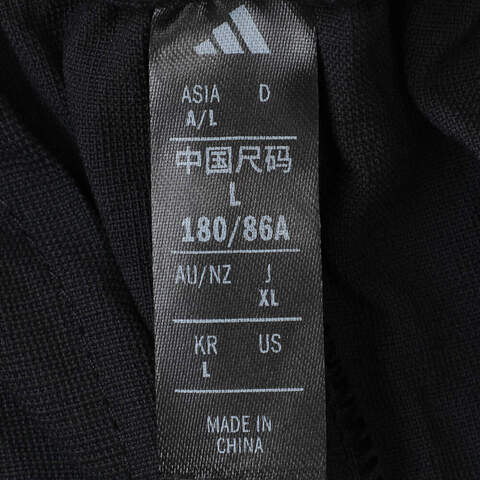 ASIA D
A/L
中国尺码
L
180/86A
AU/NZ J
XL
KR US
L
MADE IN
CHINA